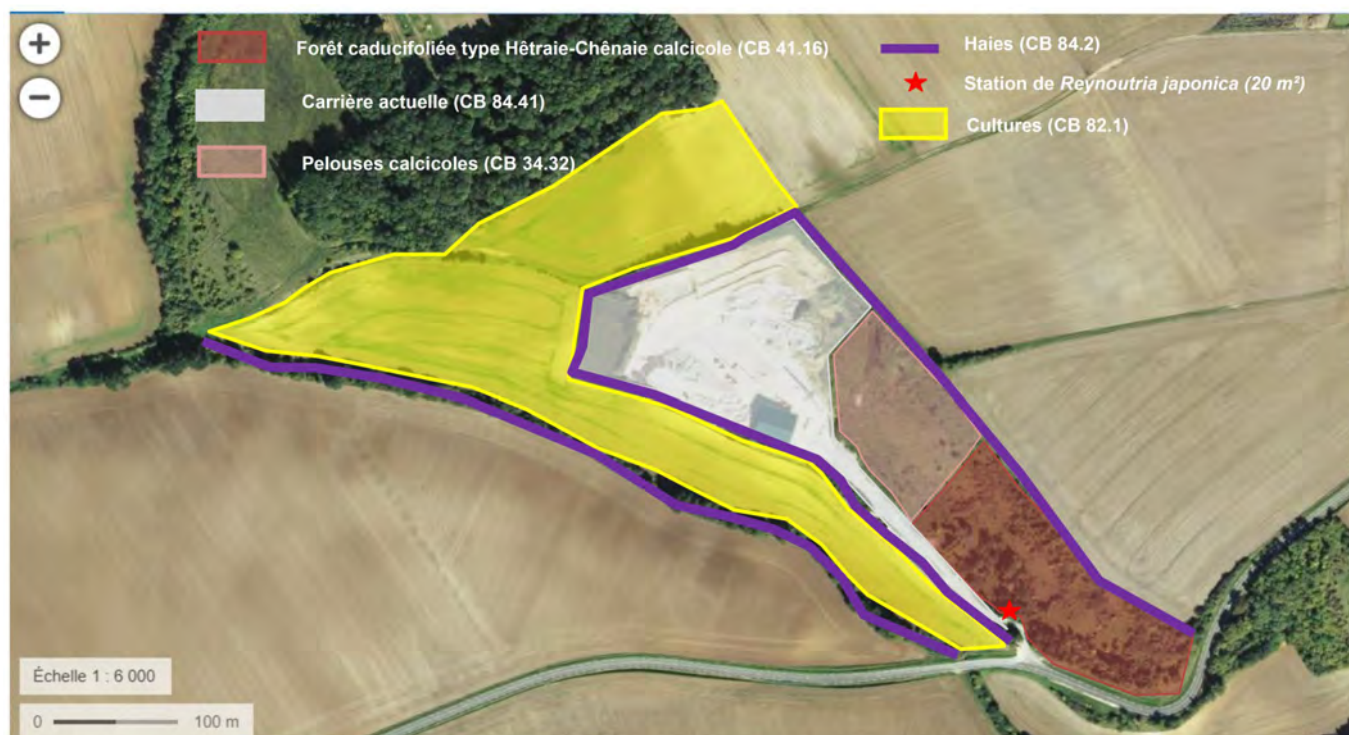 +
−
Forêt caducifoliée type Hêtraie-Chênaie calcicole (CB 41.16)
Carrière actuelle (CB 84.41)
Pelouses calcicoles (CB 34.32)
Haies (CB 84.2)
Station de Reynoutria japonica (20 m²)
Cultures (CB 82.1)
Échelle 1 : 6 000
0 100 m